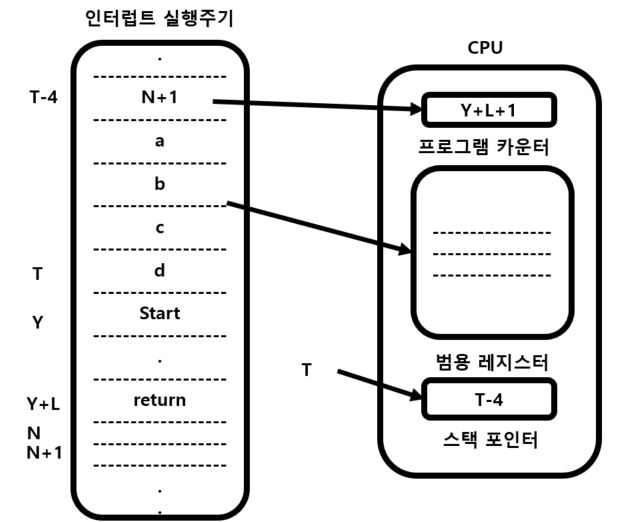 인터럽트 실행주기
CPU
.
T-4
N+1
Y+L+1
프로그램 카운터
a
b
c
T
d
Y
Start
.
T
범용 레지스터
Y+L
return
T-4
N
N+1
스택 포인터
.
.